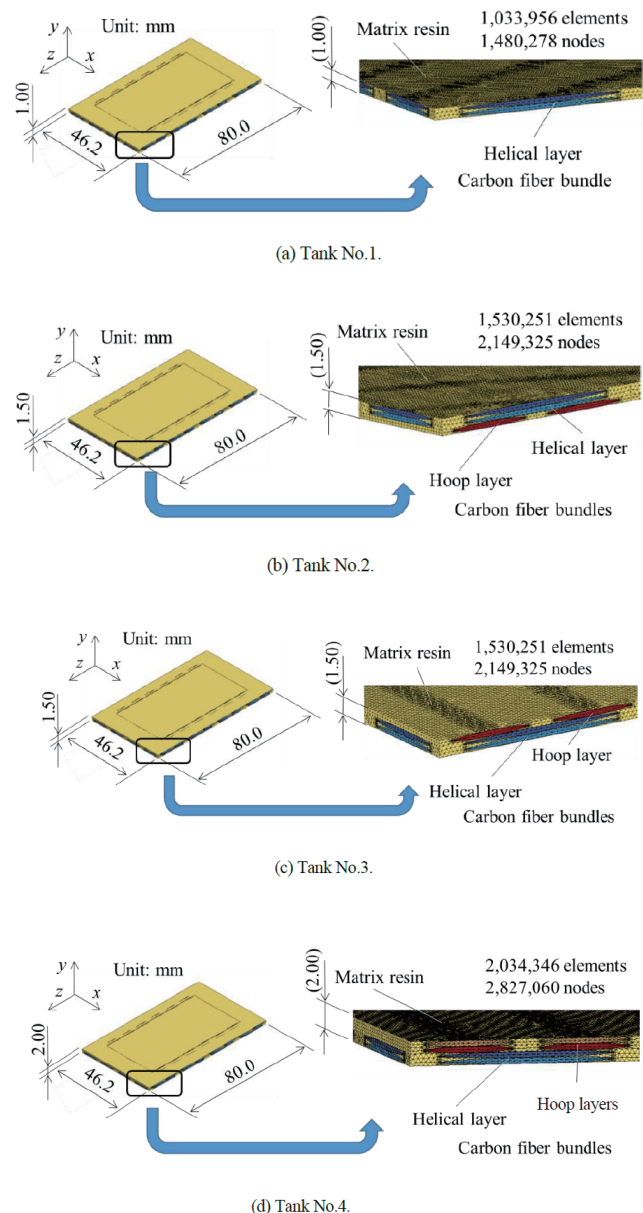 y
Unit: mm
z
x
1.00
46.2
80.0
Matrix resin
1,033,956 elements
1,480,278 nodes
(1.00)
Helical layer
Carbon fiber bundle
(a) Tank No.1.
y
Unit: mm
z
x
1.50
46.2
80.0
Matrix resin
1,530,251 elements
2,149,325 nodes
(1.50)
Helical layer
Hoop layer
Carbon fiber bundles
(b) Tank No.2.
y
Unit: mm
z
x
1.50
46.2
80.0
Matrix resin
1,530,251 elements
2,149,325 nodes
(1.50)
Hoop layer
Helical layer
Carbon fiber bundles
(c) Tank No.3.
y
Unit: mm
z
x
2.00
46.2
80.0
Matrix resin
2,034,346 elements
2,827,060 nodes
(2.00)
Helical layer
Hoop layers
Carbon fiber bundles
(d) Tank No.4.